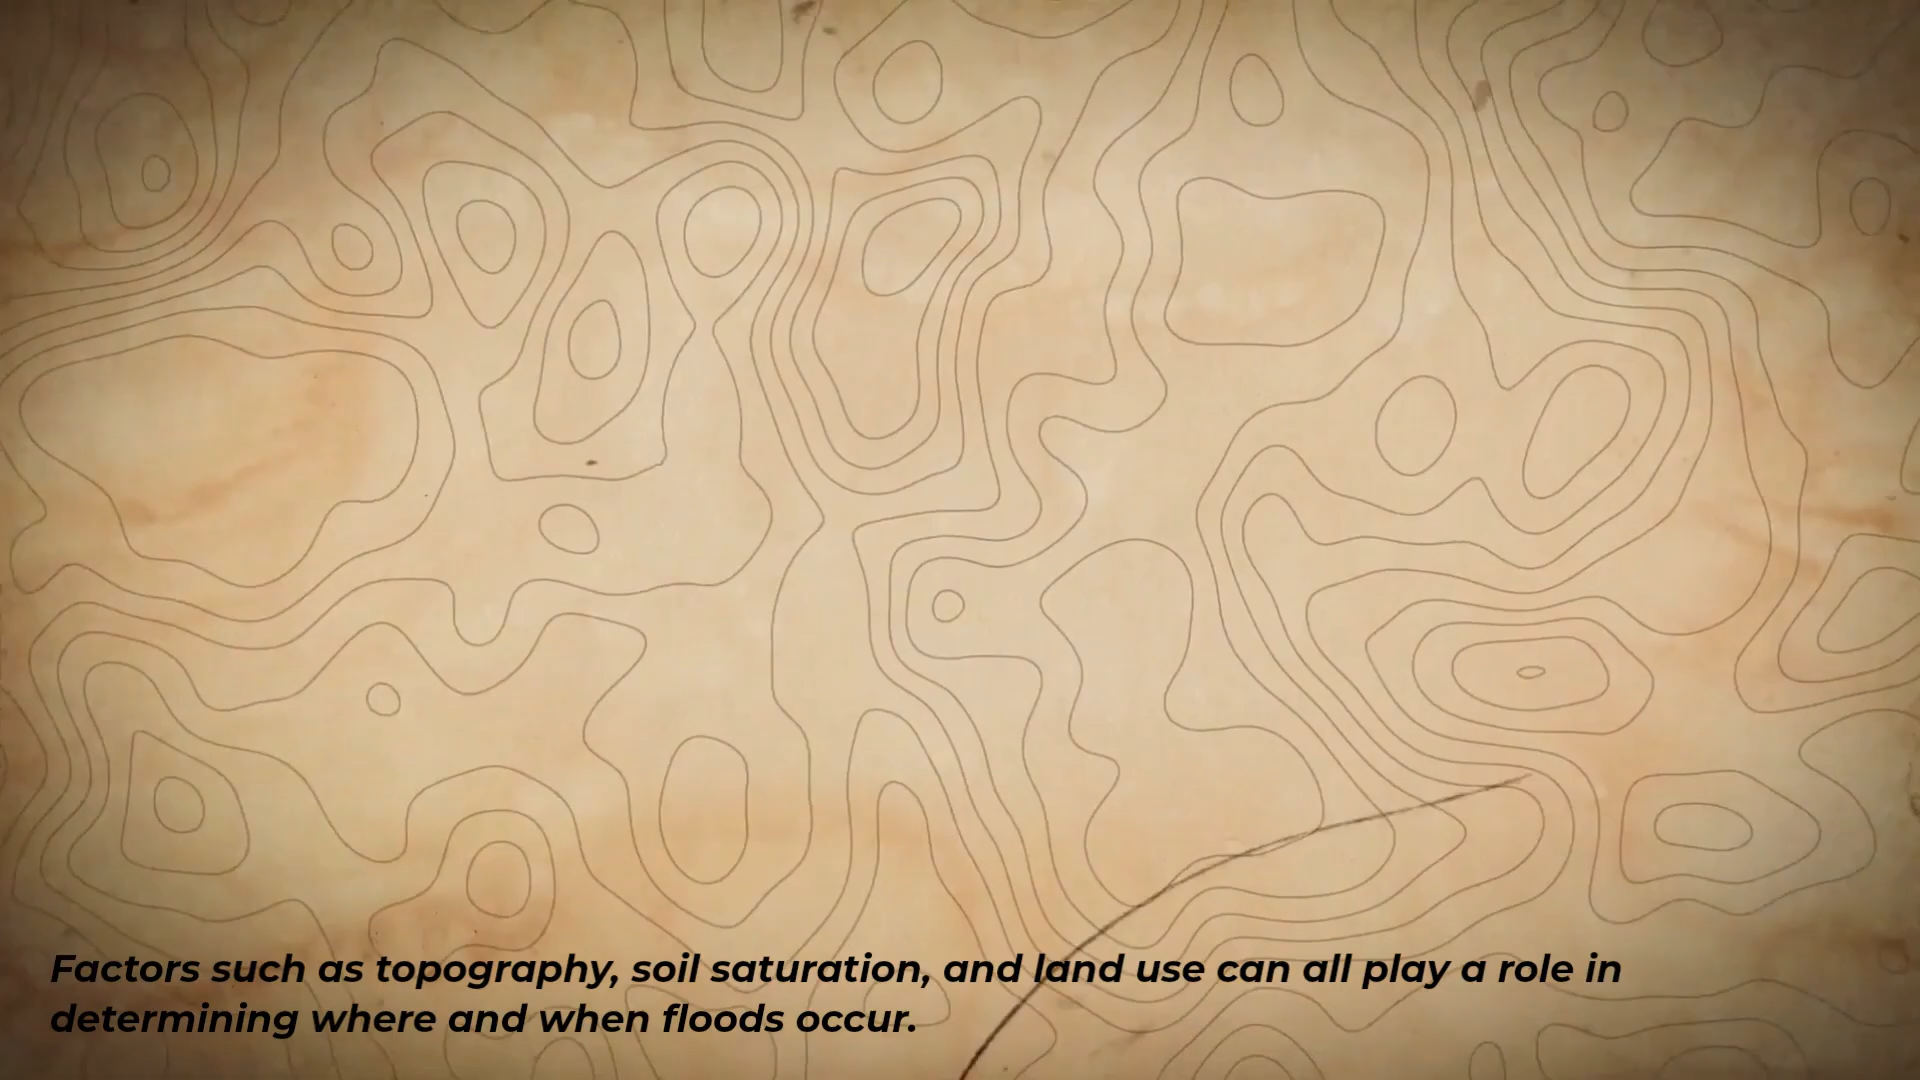 Factors such as topography, soil saturation, and land use can all play a role in
determining where and when floods occur.